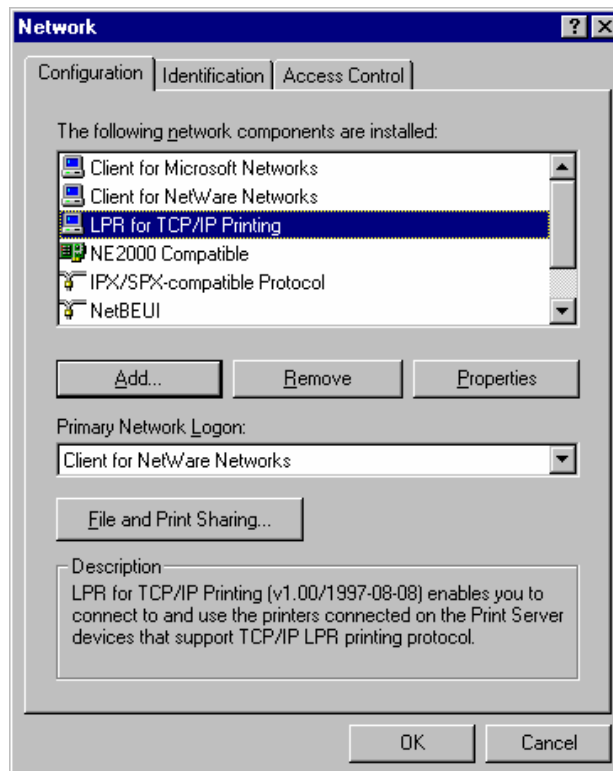 Network
Configuration Identification Access Control
The following network components are installed:
Client for Microsoft Networks
Client for NetWare Networks
LPR for TCP/IP Printing
NE2000 Compatible
IPX/SPX-compatible Protocol
NetBEUI
Add... Remove Properties
Primary Network Logon:
Client for NetWare Networks
File and Print Sharing...
Description
LPR for TCP/IP Printing (v1.00/1997-08-08) enables you to
connect to and use the printers connected on the Print Server
devices that support TCP/IP LPR printing protocol.
OK Cancel